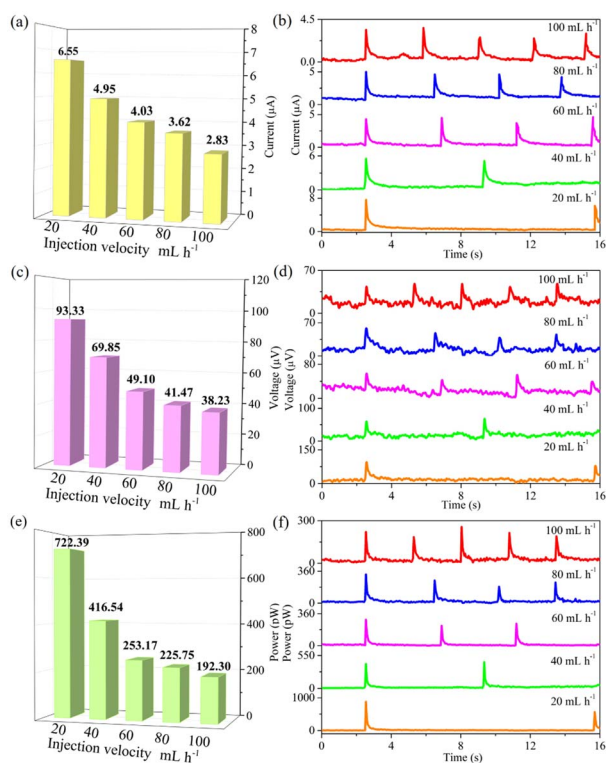 (a)
6.55
4.95
4.03
3.62
2.83
8
7
6
5
4
3
2
1
0
Current (μA)
20
40
60
80
100
Injection velocity mL h⁻¹
(b)
4.5
100 mL h⁻¹
0.0
5
80 mL h⁻¹
0
5
60 mL h⁻¹
0
6
40 mL h⁻¹
0
8
20 mL h⁻¹
0
Current (μA)
0
4
8
12
16
Time (s)
(c)
93.33
69.85
49.10
41.47
38.23
120
100
80
60
40
20
0
Voltage (μV)
20
40
60
80
100
Injection velocity mL h⁻¹
(d)
70
100 mL h⁻¹
0
70
80 mL h⁻¹
0
80
60 mL h⁻¹
0
100
40 mL h⁻¹
0
150
20 mL h⁻¹
0
Voltage (μV)
0
4
8
12
16
Time (s)
(e)
722.39
416.54
253.17
225.75
192.30
800
600
400
200
0
Power (pW)
20
40
60
80
100
Injection velocity mL h⁻¹
(f)
300
100 mL h⁻¹
0
360
80 mL h⁻¹
0
360
60 mL h⁻¹
0
550
40 mL h⁻¹
0
1000
20 mL h⁻¹
0
Power (pW)
0
4
8
12
16
Time (s)